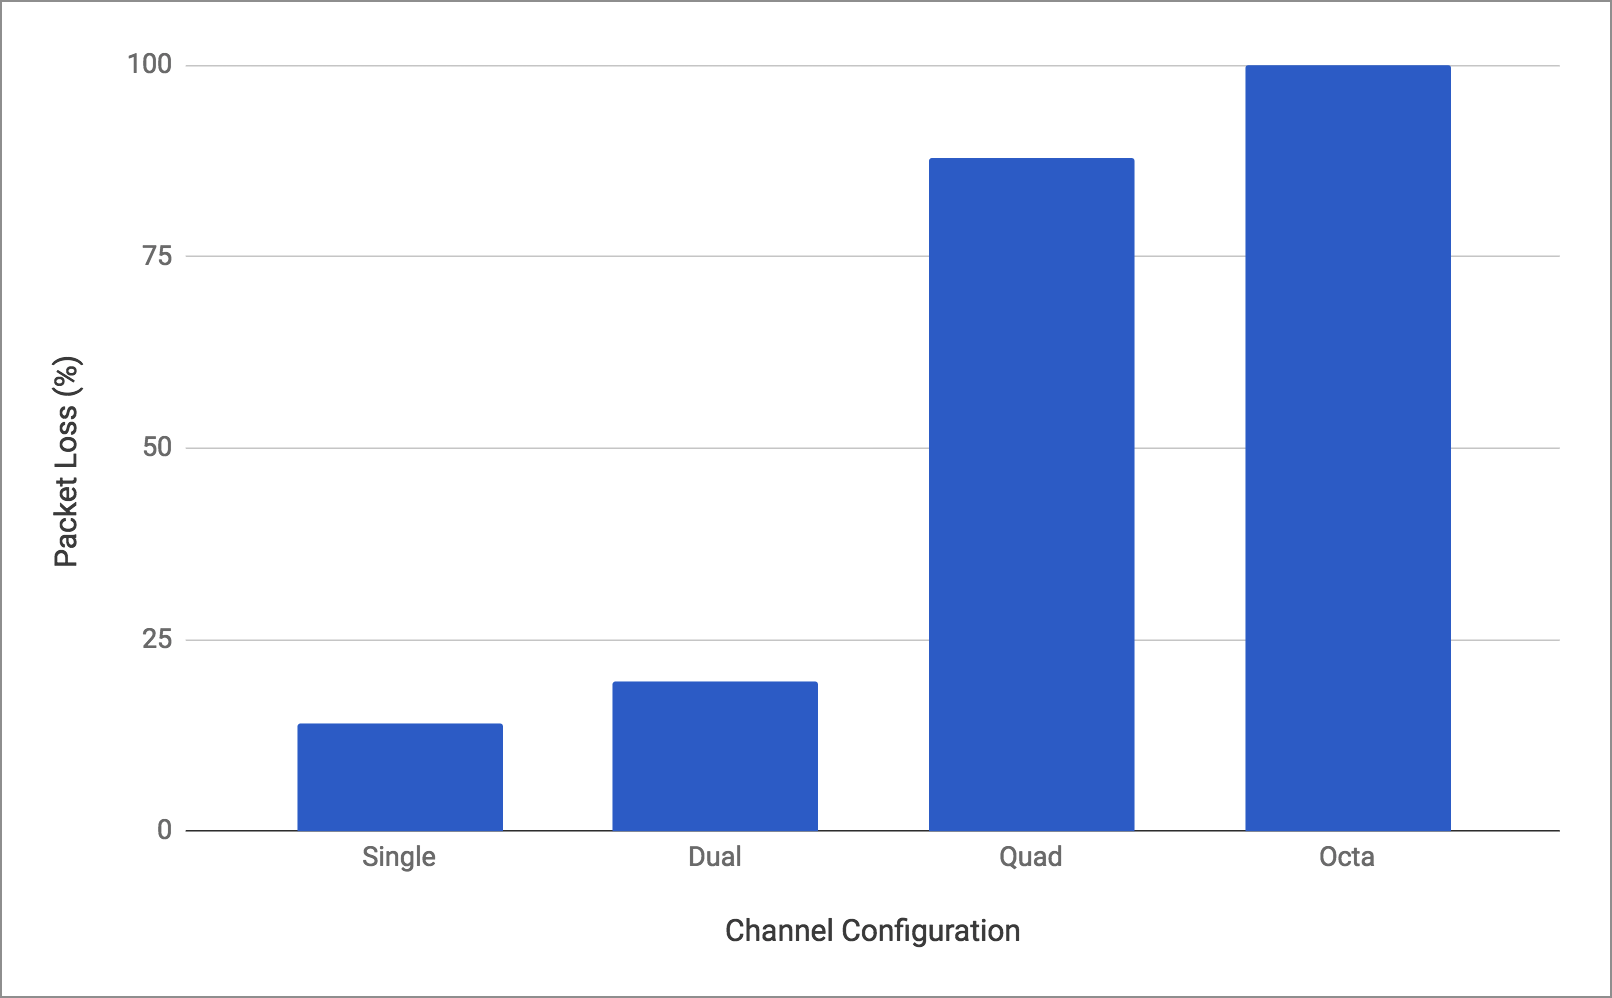 100
75
50
25
0
Packet Loss (%)
Single Dual Quad Octa
Channel Configuration